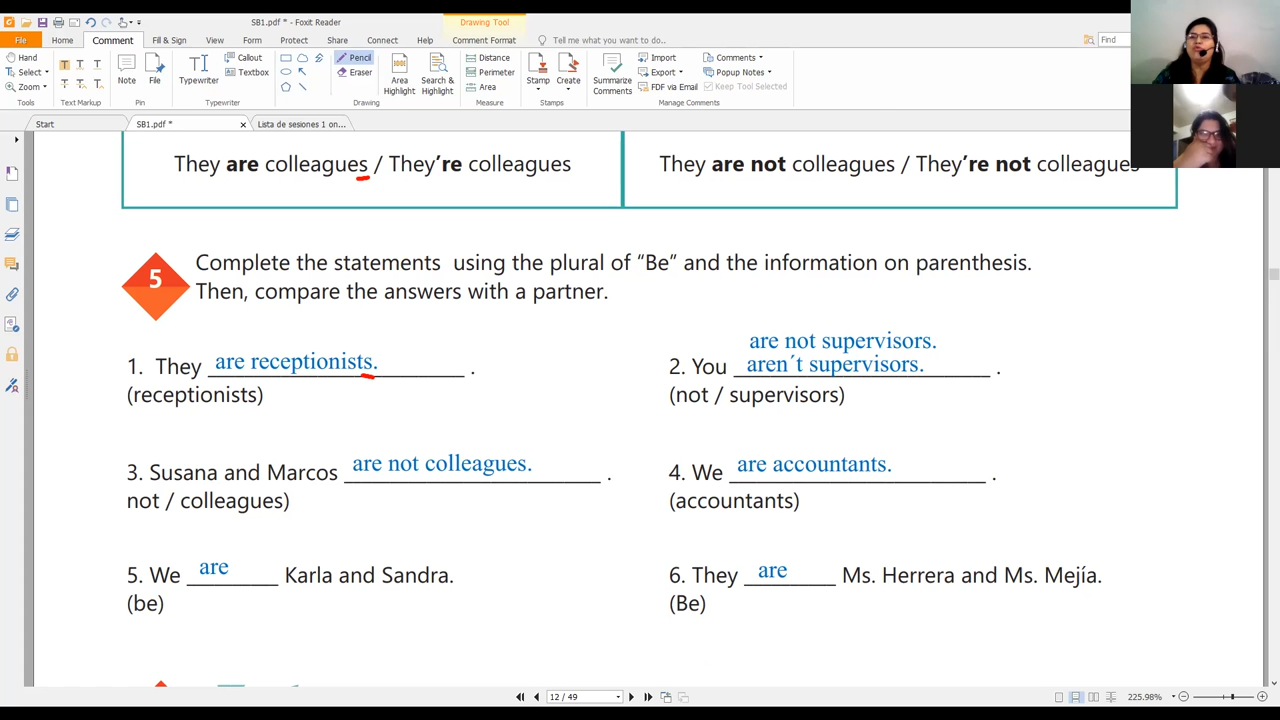 SB1.pdf * - Foxit Reader
Drawing Tool
File Home Comment Fill & Sign View Form Protect Share Connect Help Comment Format Tell me what you want to do.. Find
Hand
Select
Zoom
Tools
Text Markup
Note
File
Pin
Typewriter
Callout
Textbox
Typewriter
Pencil
Eraser
Drawing
Area Highlight
Search & Highlight
Distance
Perimeter
Area
Measure
Stamp
Create
Stamps
Summarize Comments
Import
Export
FDF via Email
Comments
Popup Notes
Keep Tool Selected
Manage Comments
Start SB1.pdf * Lista de sesiones 1 on...
They are colleagues / They're colleagues
They are not colleagues / They're not colleagues
5 Complete the statements using the plural of “Be” and the information on parenthesis.
Then, compare the answers with a partner.
1. They are receptionists. .
(receptionists)
are not supervisors.
2. You aren´t supervisors. .
(not / supervisors)
3. Susana and Marcos are not colleagues. .
not / colleagues)
4. We are accountants. .
(accountants)
5. We are Karla and Sandra.
(be)
6. They are Ms. Herrera and Ms. Mejía.
(Be)
12 / 49
225.98%